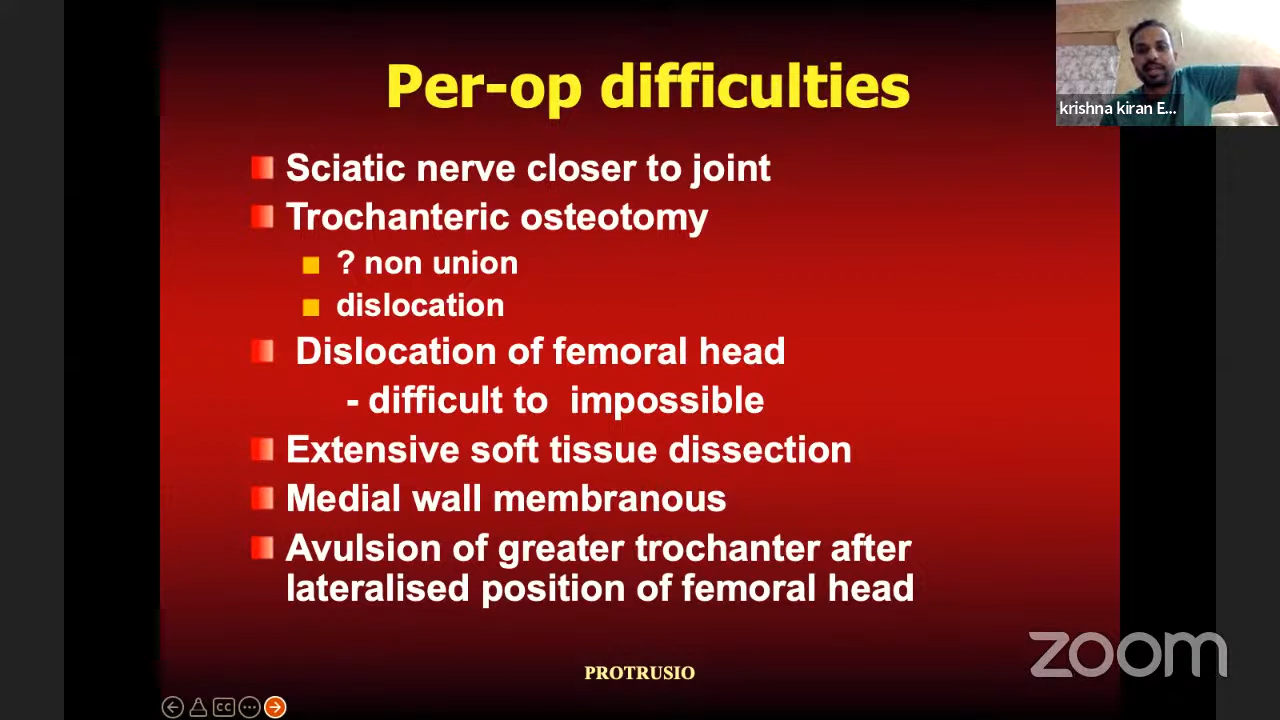 Per-op difficulties
krishna kiran E...
Sciatic nerve closer to joint
Trochanteric osteotomy
? non union
dislocation
Dislocation of femoral head
- difficult to impossible
Extensive soft tissue dissection
Medial wall membranous
Avulsion of greater trochanter after
lateralised position of femoral head
PROTRUSIO
zoom
CC